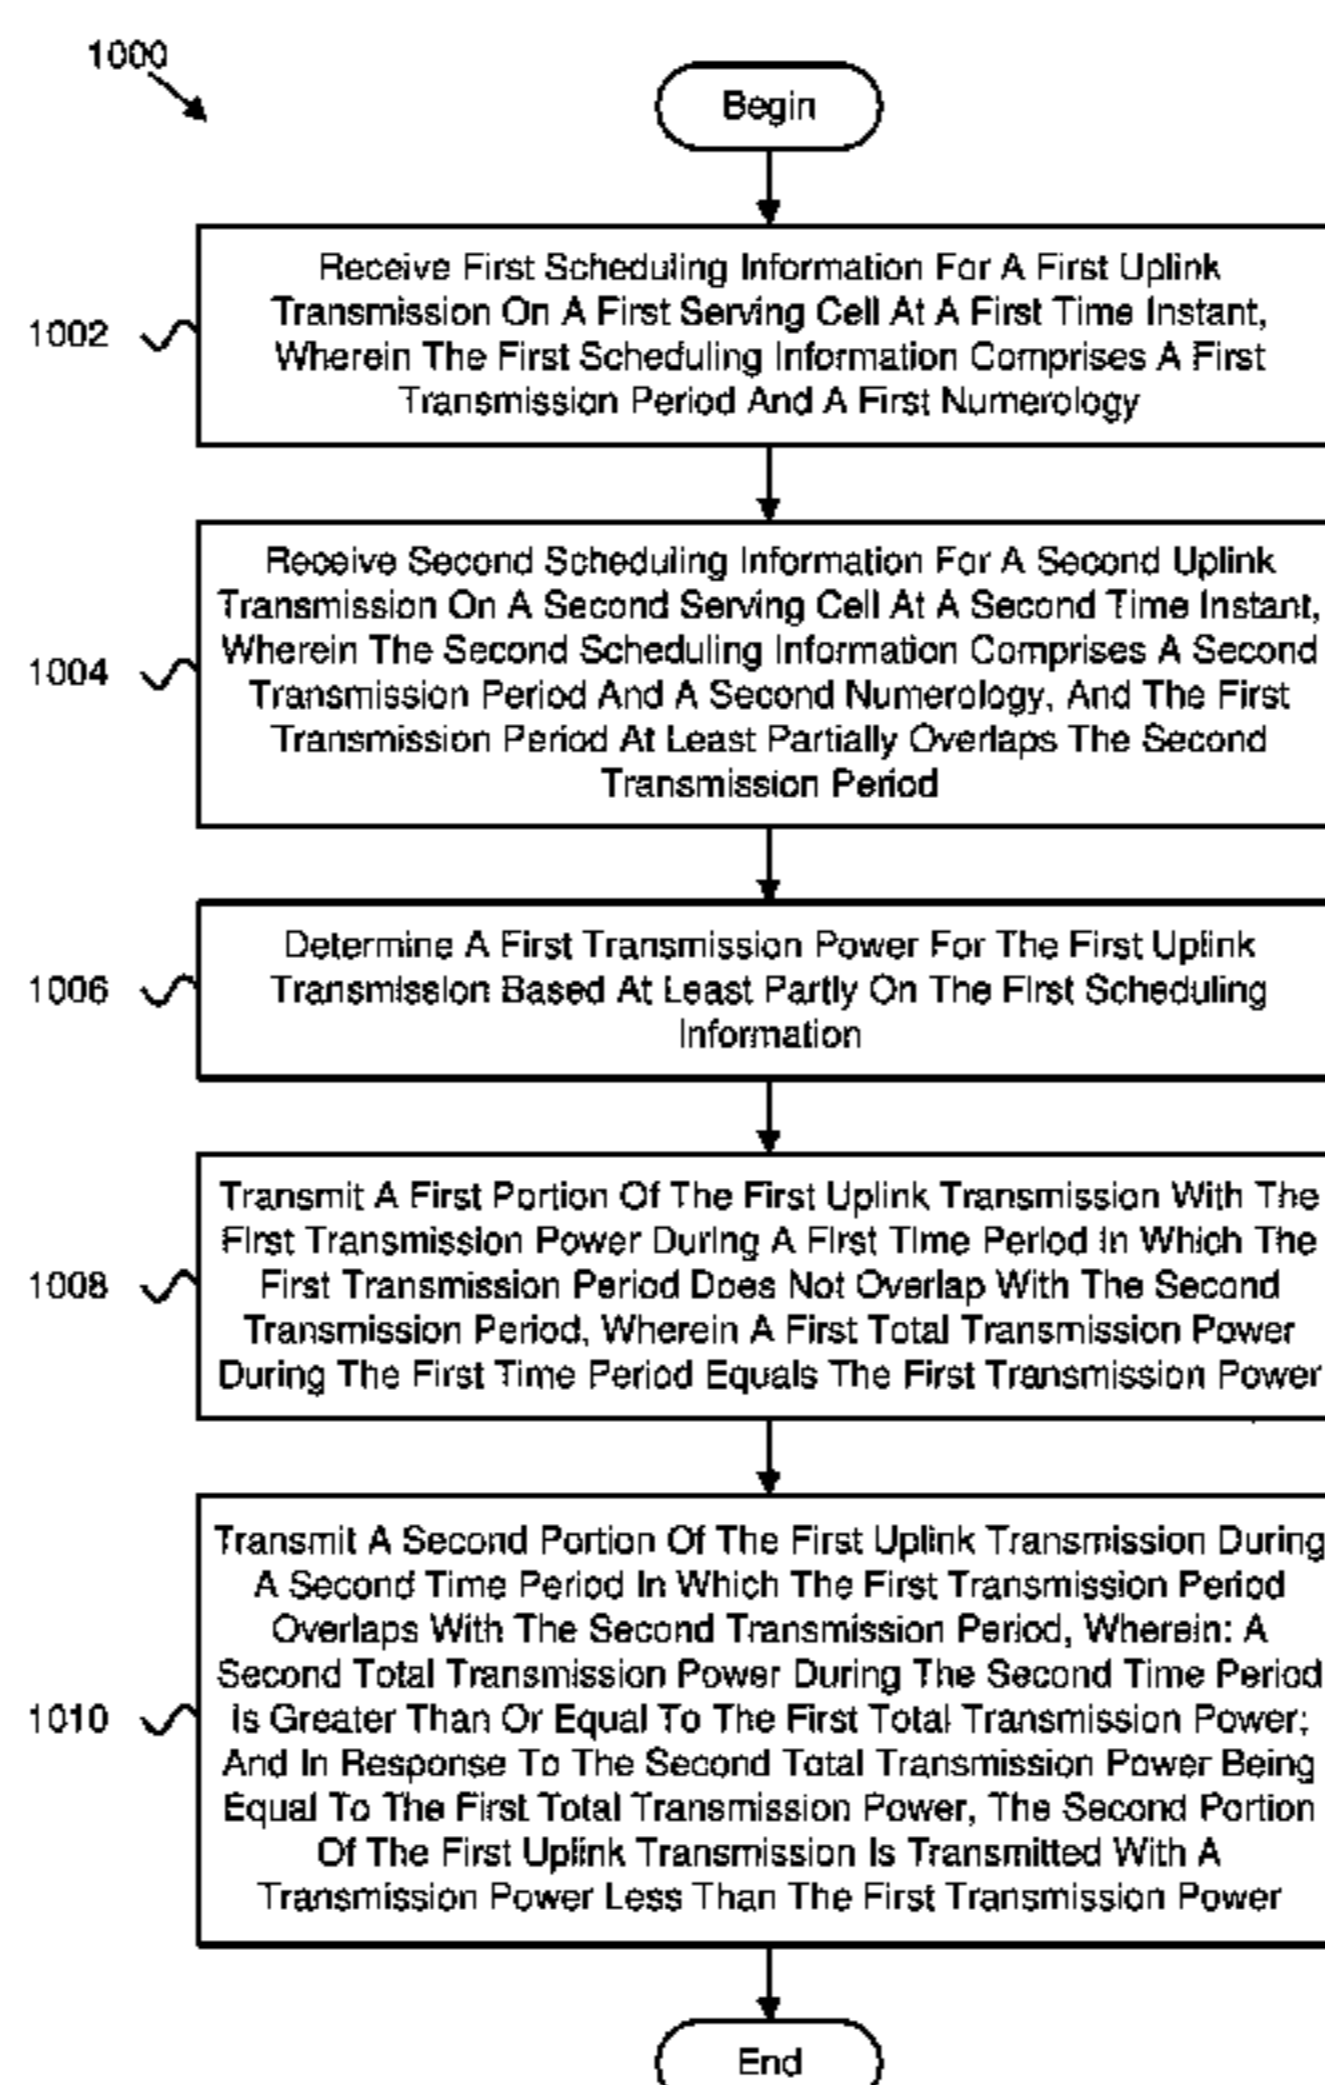 1000
Begin
1002
Receive First Scheduling Information For A First Uplink
Transmission On A First Serving Cell At A First Time Instant,
Wherein The First Scheduling Information Comprises A First
Transmission Period And A First Numerology
1004
Receive Second Scheduling Information For A Second Uplink
Transmission On A Second Serving Cell At A Second Time Instant,
Wherein The Second Scheduling Information Comprises A Second
Transmission Period And A Second Numerology, And The First
Transmission Period At Least Partially Overlaps The Second
Transmission Period
1006
Determine A First Transmission Power For The First Uplink
Transmission Based At Least Partly On The First Scheduling
Information
1008
Transmit A First Portion Of The First Uplink Transmission With The
First Transmission Power During A First Time Period In Which The
First Transmission Period Does Not Overlap With The Second
Transmission Period, Wherein A First Total Transmission Power
During The First Time Period Equals The First Transmission Power
1010
Transmit A Second Portion Of The First Uplink Transmission During
A Second Time Period In Which The First Transmission Period
Overlaps With The Second Transmission Period, Wherein: A
Second Total Transmission Power During The Second Time Period
Is Greater Than Or Equal To The First Total Transmission Power;
And In Response To The Second Total Transmission Power Being
Equal To The First Total Transmission Power, The Second Portion
Of The First Uplink Transmission Is Transmitted With A
Transmission Power Less Than The First Transmission Power
End